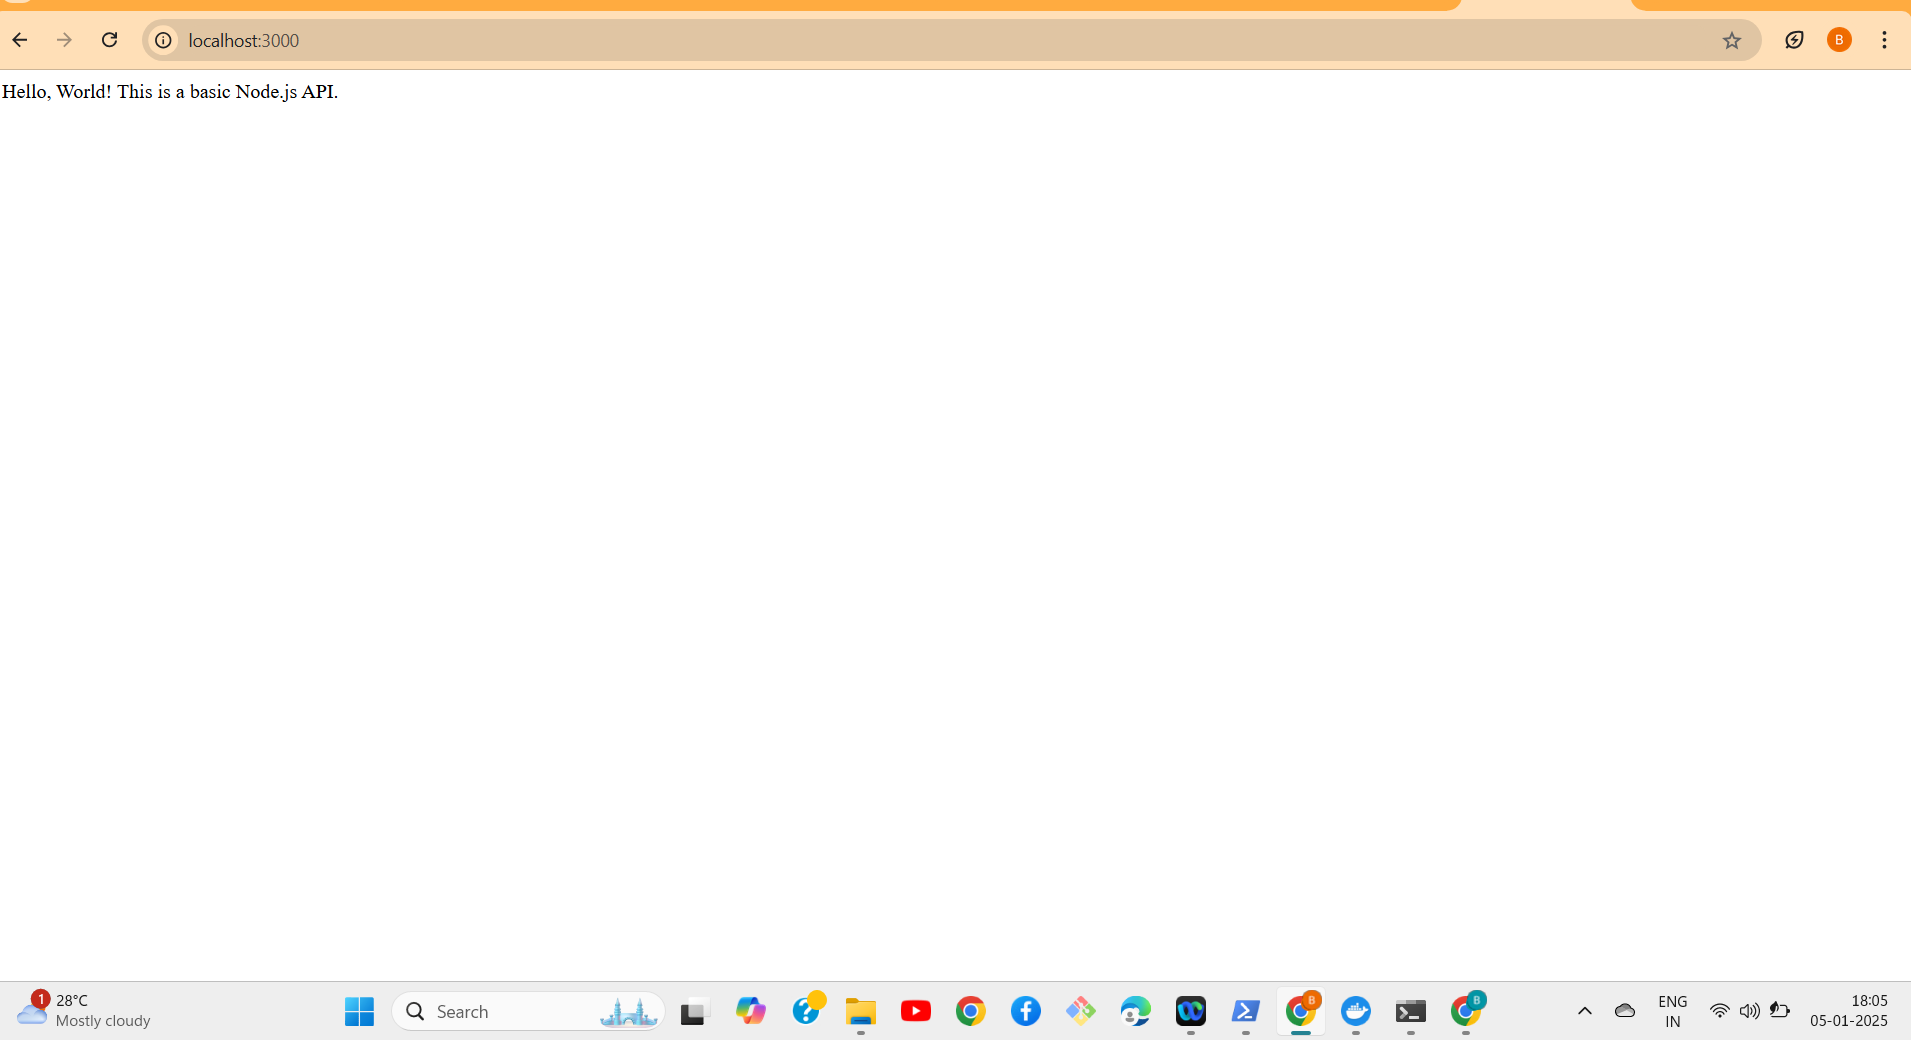 localhost:3000
B
Hello, World! This is a basic Node.js API.
1
28°C
Mostly cloudy
Search
B
B
ENG
IN
18:05
05-01-2025